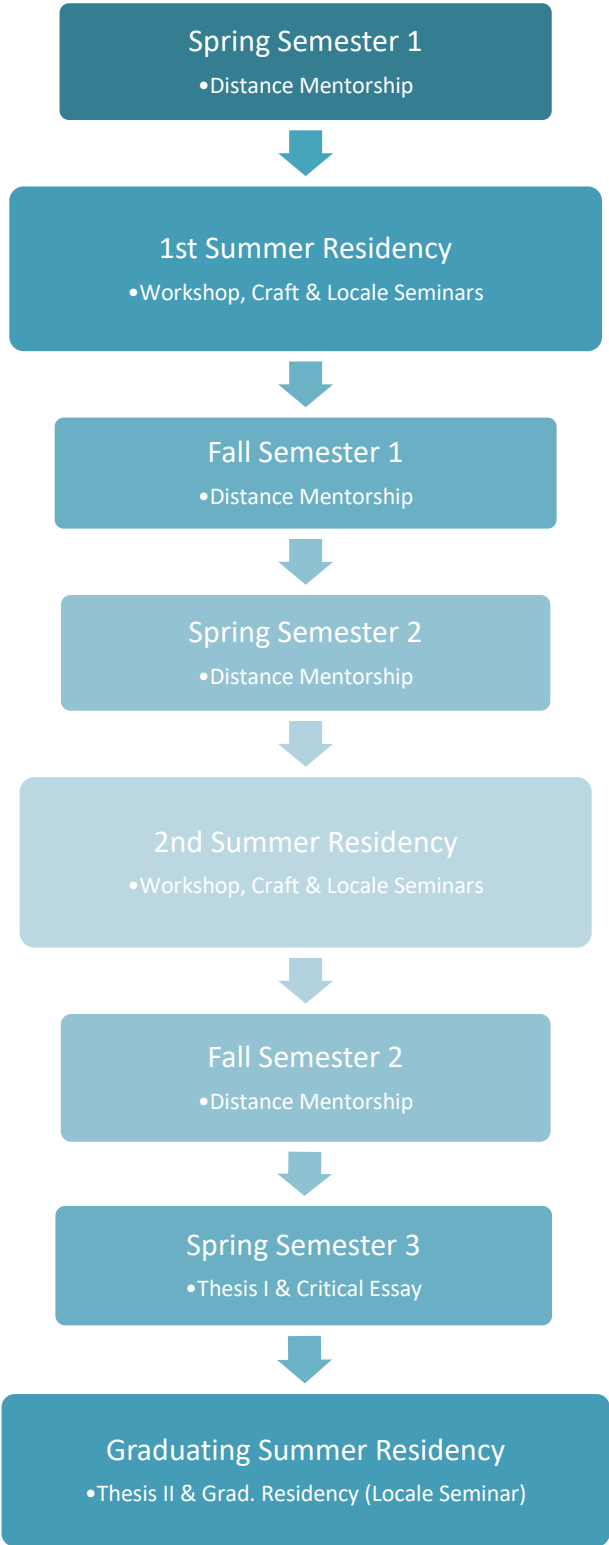 Spring Semester 1
•Distance Mentorship
1st Summer Residency
•Workshop, Craft & Locale Seminars
Fall Semester 1
•Distance Mentorship
Spring Semester 2
•Distance Mentorship
2nd Summer Residency
•Workshop, Craft & Locale Seminars
Fall Semester 2
•Distance Mentorship
Spring Semester 3
•Thesis I & Critical Essay
Graduating Summer Residency
•Thesis II & Grad. Residency (Locale Seminar)